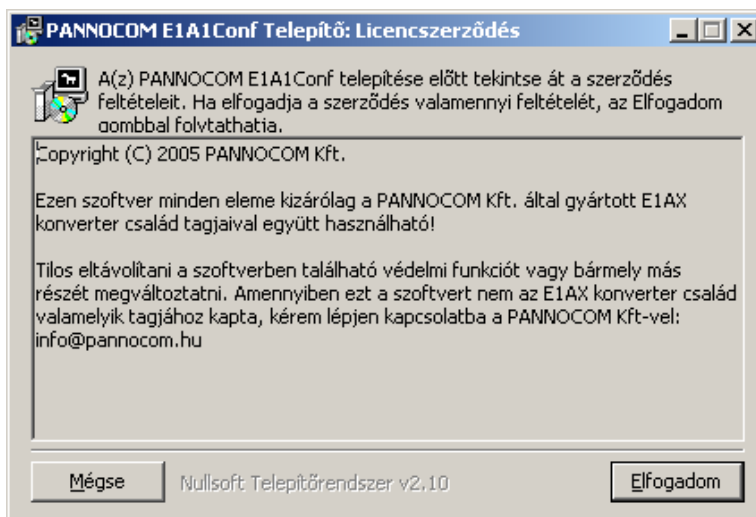 PANNOCOM E1A1Conf Telepítő: Licencszerződés
A(z) PANNOCOM E1A1Conf telepítése előtt tekintse át a szerződés
feltételeit. Ha elfogadja a szerződés valamennyi feltételét, az Elfogadom
gombbal folytathatja.
Copyright (C) 2005 PANNOCOM Kft.
Ezen szoftver minden eleme kizárólag a PANNOCOM Kft. által gyártott E1AX
konverter család tagjaival együtt használható!
Tilos eltávolítani a szoftverben található védelmi funkciót vagy bármely más
részét megváltoztatni. Amennyiben ezt a szoftvert nem az E1AX konverter család
valamelyik tagjához kapta, kérem lépjen kapcsolatba a PANNOCOM Kft-vel:
info@pannocom.hu
Mégse
Nullsoft Telepítőrendszer v2.10
Elfogadom